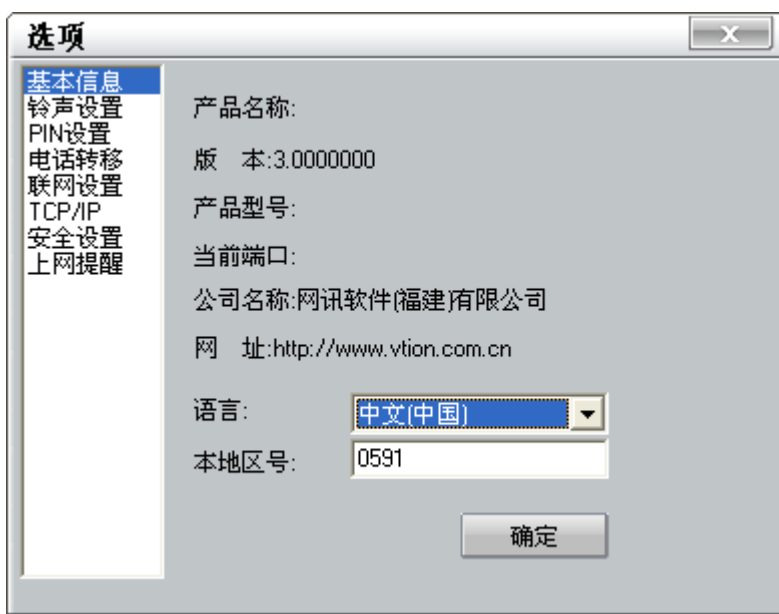 选项
基本信息
铃声设置
PIN设置
电话转移
联网设置
TCP/IP
安全设置
上网提醒
产品名称:
版 本:3.0000000
产品型号:
当前端口:
公司名称:网讯软件(福建)有限公司
网 址:http://www.vtion.com.cn
语言: 中文(中国)
本地区号: 0591
确定